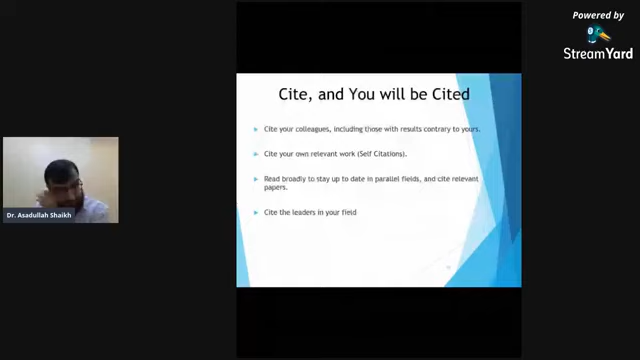 Powered by
StreamYard
Cite, and You will be Cited
Cite your colleagues, including those with results contrary to yours.
Cite your own relevant work (Self Citations).
Read broadly to stay up to date in parallel fields, and cite relevant
papers.
Cite the leaders in your field
Dr. Asadullah Shaikh